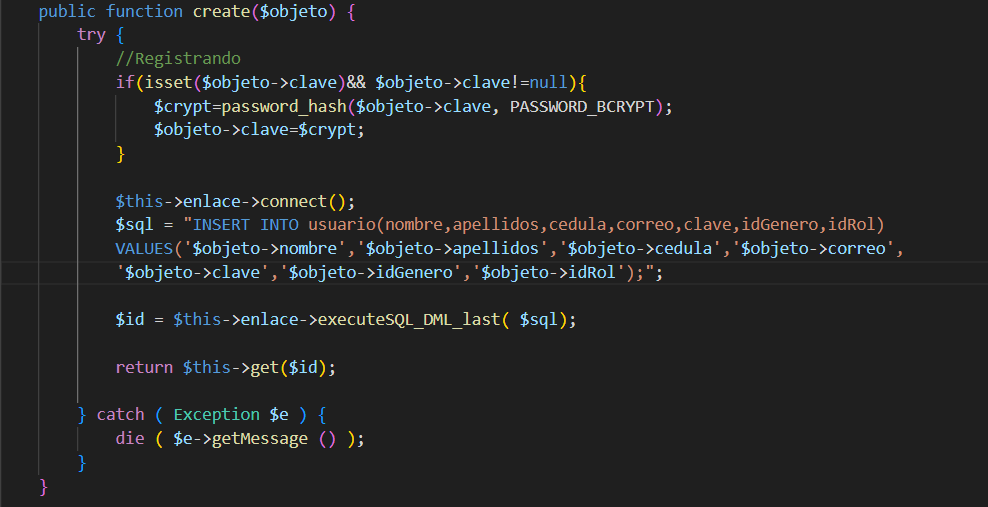 public function create($objeto) {
try {
//Registrando
if(isset($objeto->clave)&& $objeto->clave!=null){
$crypt=password_hash($objeto->clave, PASSWORD_BCRYPT);
$objeto->clave=$crypt;
}
$this->enlace->connect();
$sql = "INSERT INTO usuario(nombre,apellidos,cedula,correo,clave,idGenero,idRol)
VALUES('$objeto->nombre','$objeto->apellidos','$objeto->cedula','$objeto->correo',
'$objeto->clave','$objeto->idGenero','$objeto->idRol');";
$id = $this->enlace->executeSQL_DML_last( $sql);
return $this->get($id);
} catch ( Exception $e ) {
die ( $e->getMessage () );
}
}